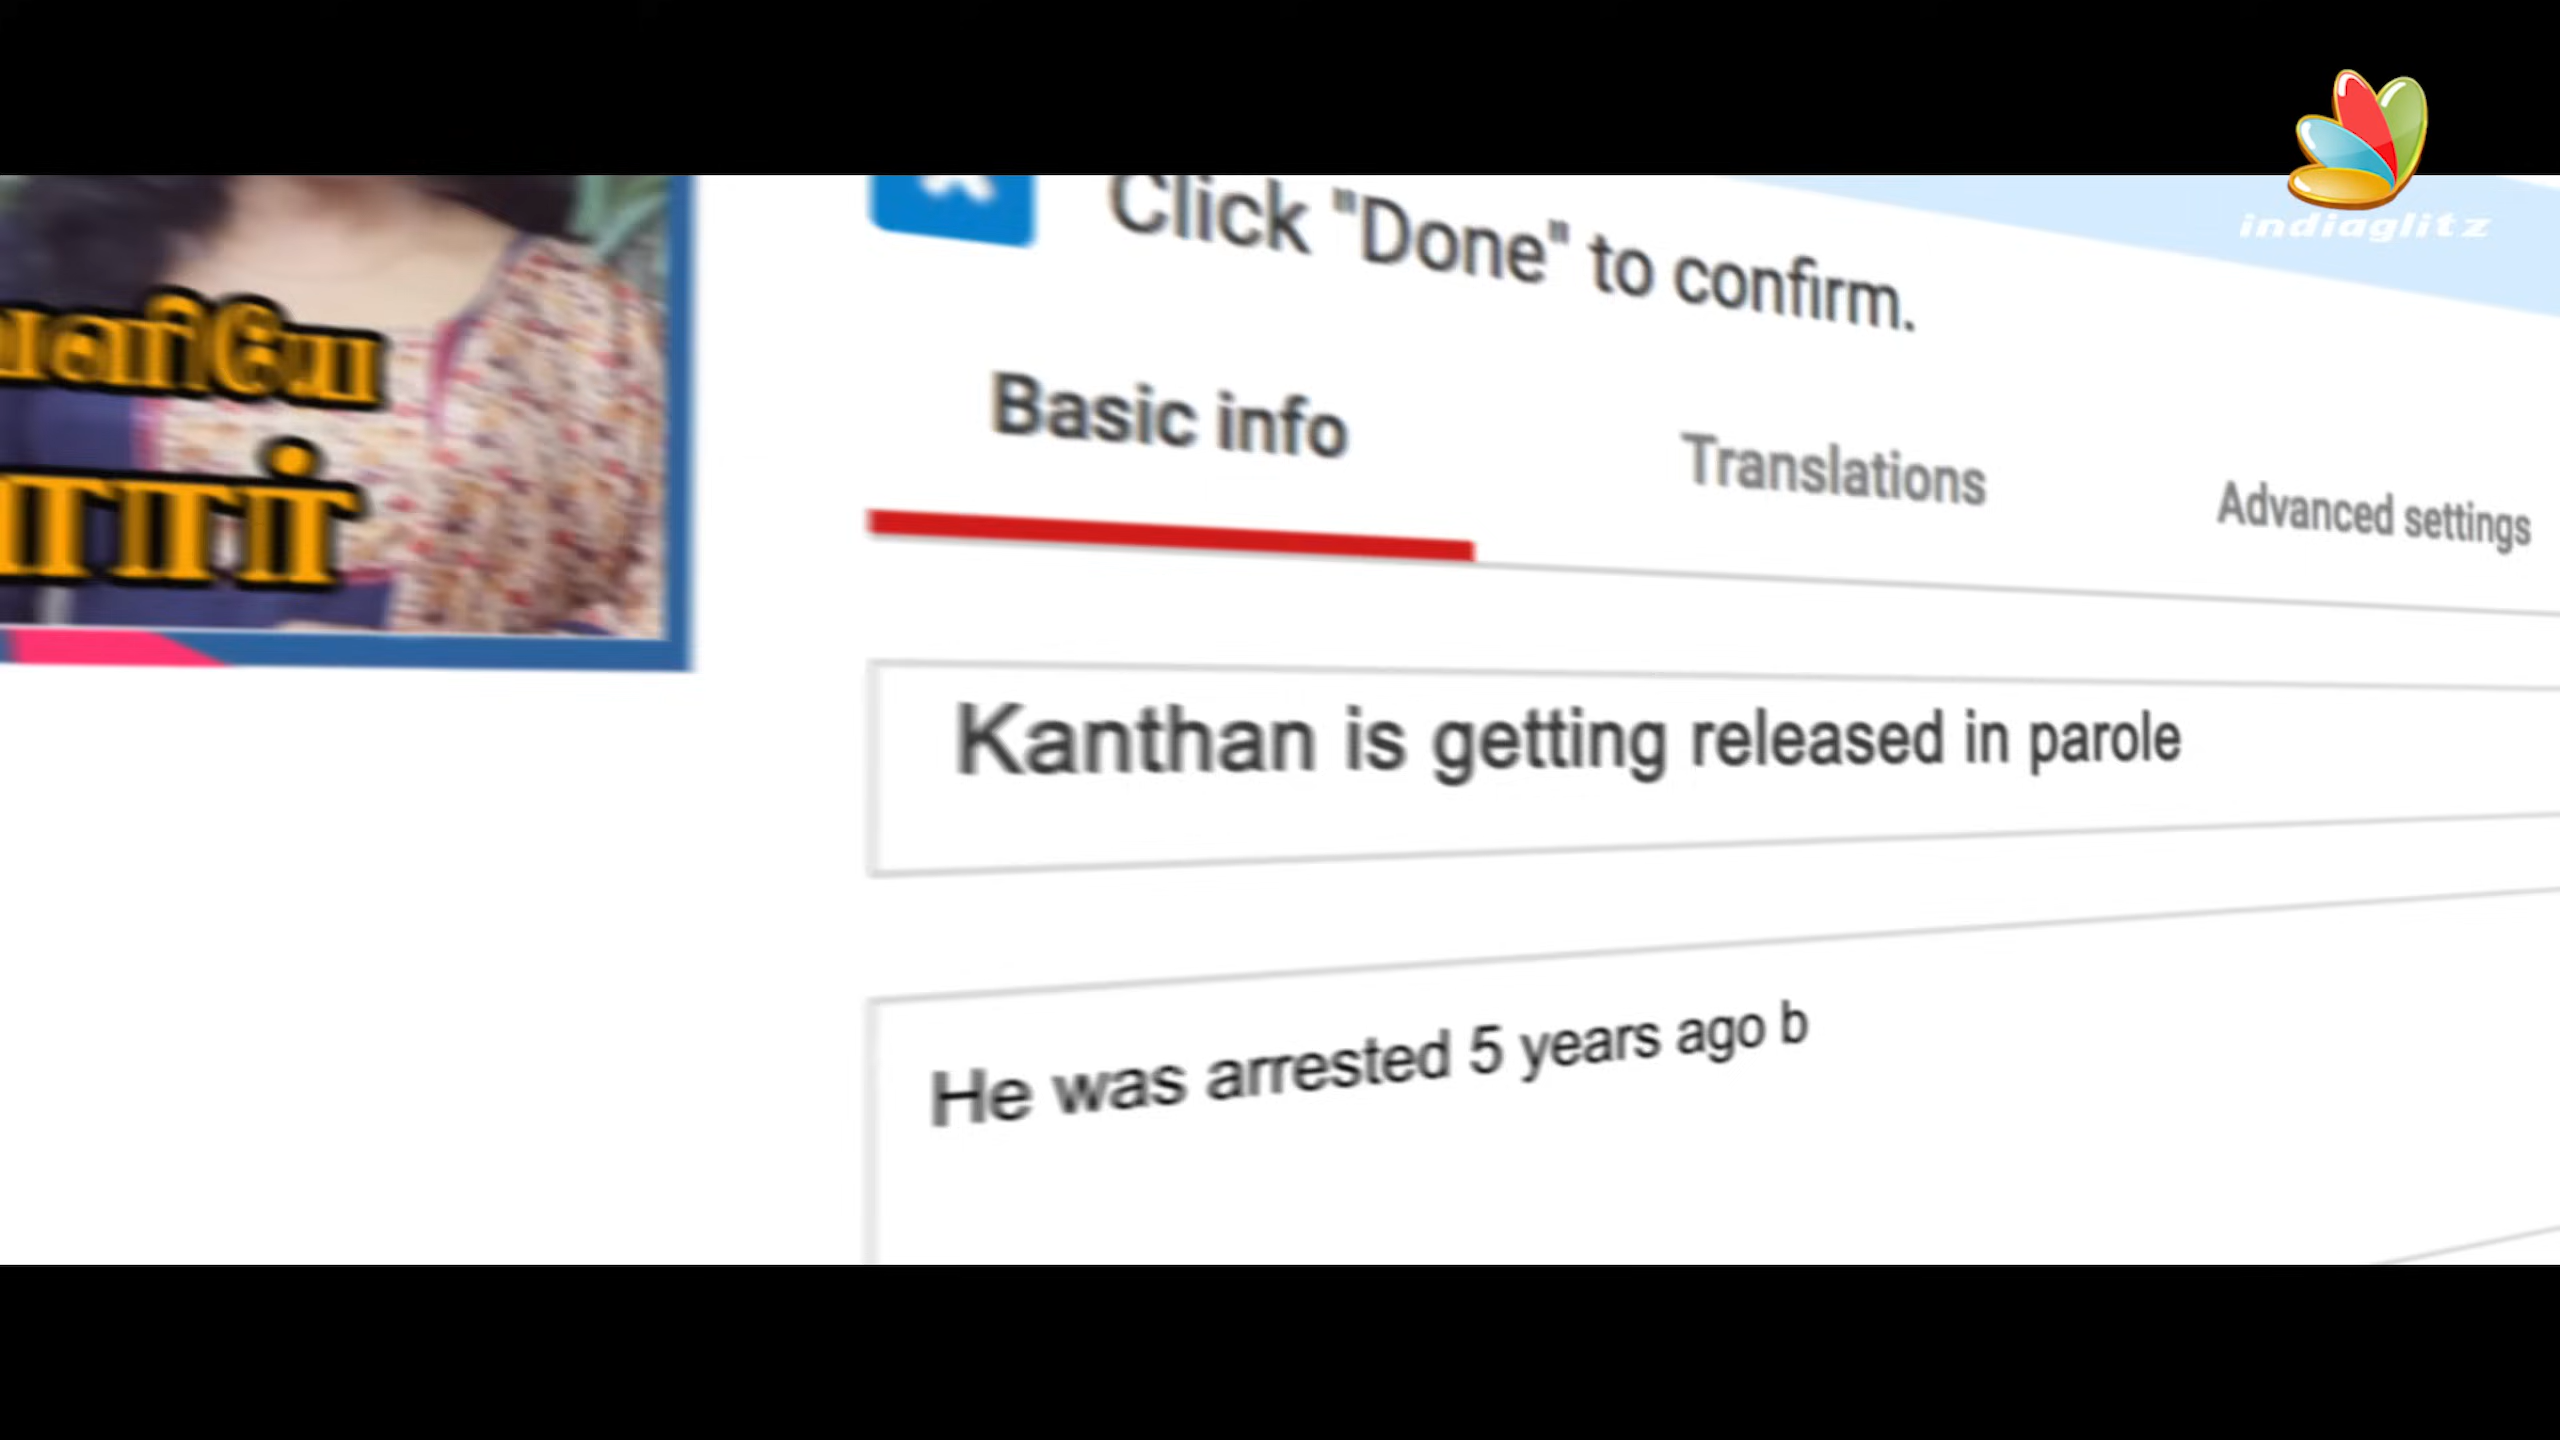 indiaglitz
Click "Done" to confirm.
Basic info
Translations
Advanced settings
Kanthan is getting released in parole
He was arrested 5 years ago b